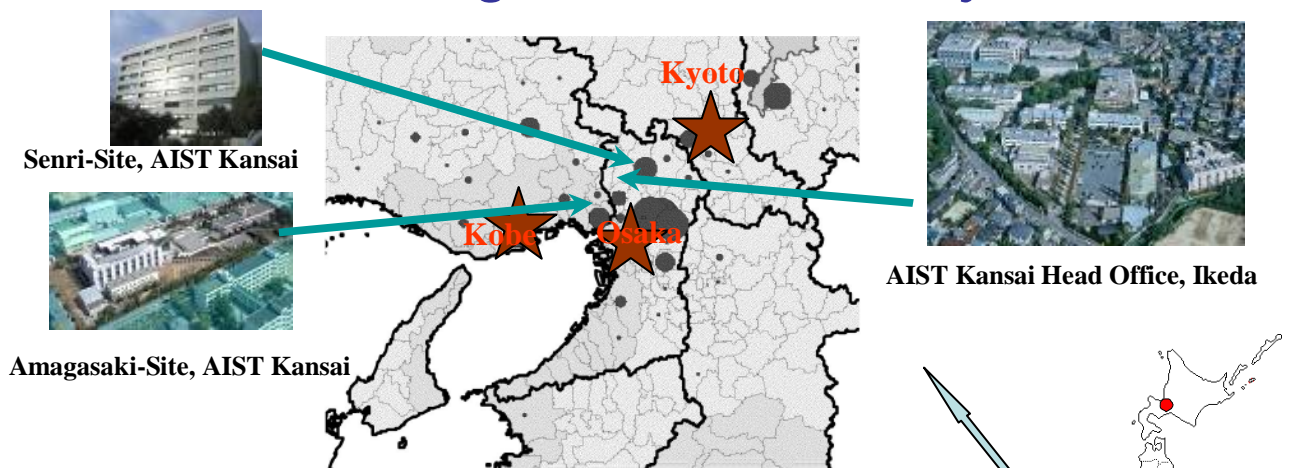 Kyoto
Senri-Site, AIST Kansai
Kobe
Osaka
AIST Kansai Head Office, Ikeda
Amagasaki-Site, AIST Kansai